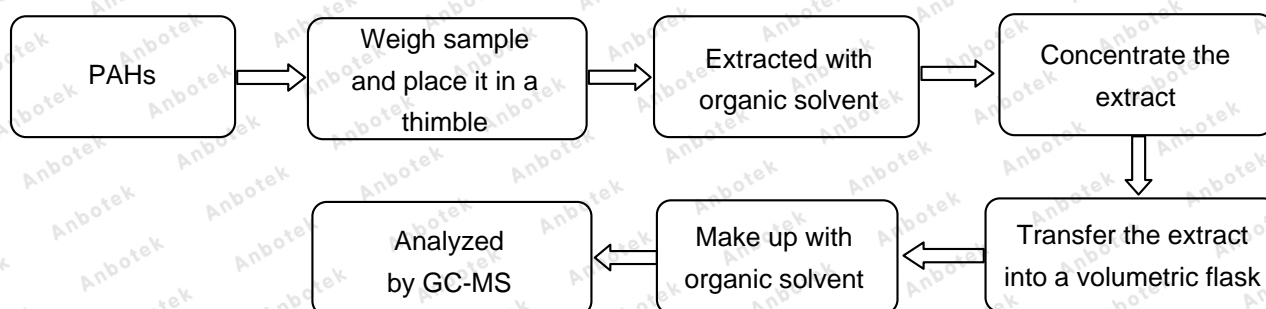 PAHs
Weigh sample
and place it in a
thimble
Extracted with
organic solvent
Concentrate the
extract
Transfer the extract
into a volumetric flask
Make up with
organic solvent
Analyzed
by GC-MS
Anbotek